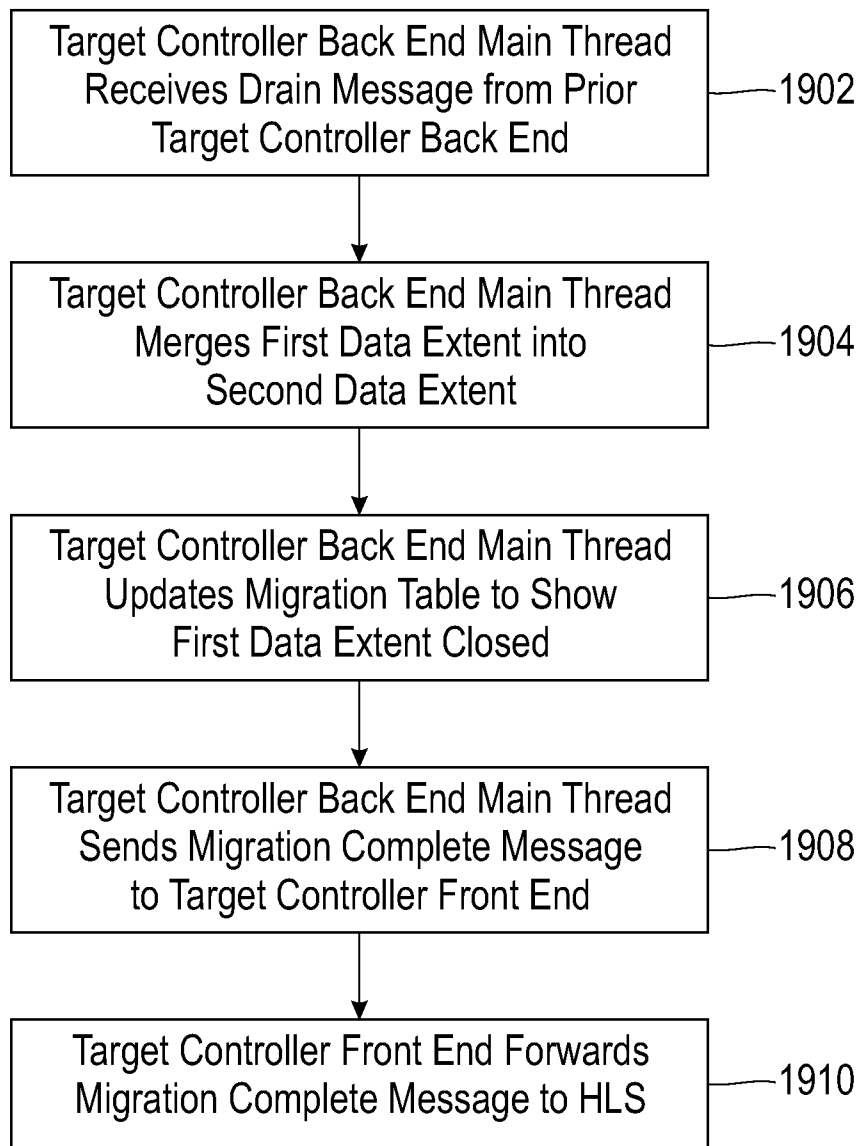 Target Controller Back End Main Thread
Receives Drain Message from Prior
Target Controller Back End
1902
Target Controller Back End Main Thread
Merges First Data Extent into
Second Data Extent
1904
Target Controller Back End Main Thread
Updates Migration Table to Show
First Data Extent Closed
1906
Target Controller Back End Main Thread
Sends Migration Complete Message
to Target Controller Front End
1908
Target Controller Front End Forwards
Migration Complete Message to HLS
1910